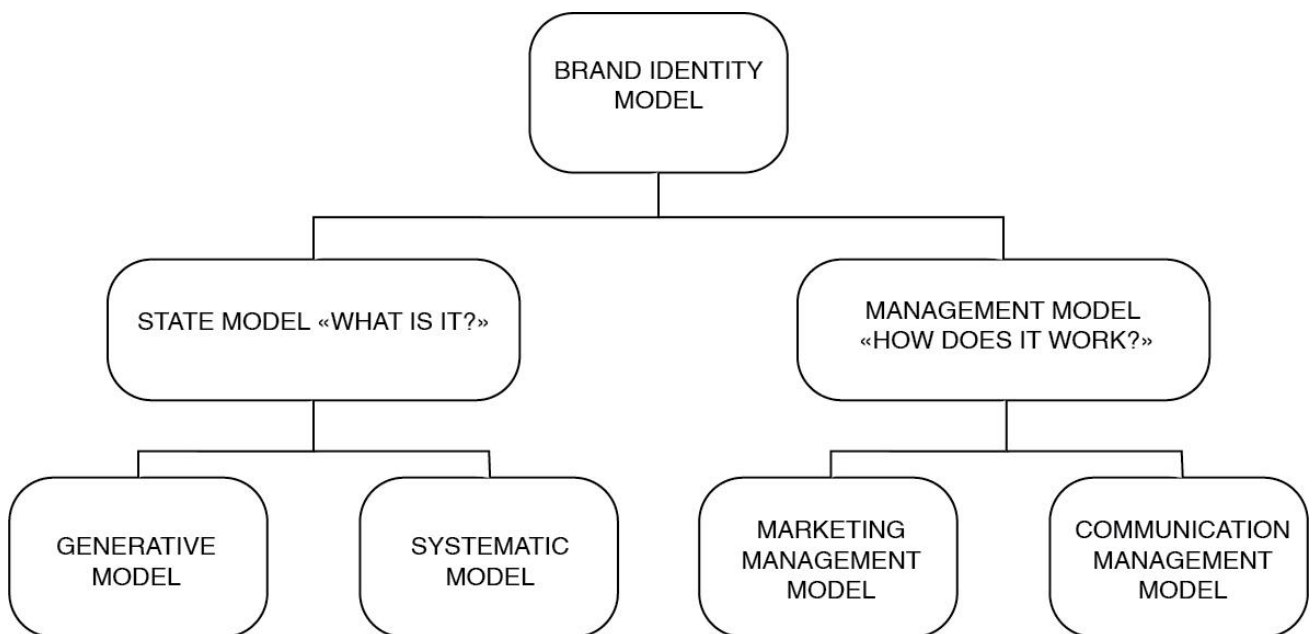 BRAND IDENTITY
MODEL
STATE MODEL «WHAT IS IT?»
MANAGEMENT MODEL
«HOW DOES IT WORK?»
GENERATIVE
MODEL
SYSTEMATIC
MODEL
MARKETING
MANAGEMENT
MODEL
COMMUNICATION
MANAGEMENT
MODEL